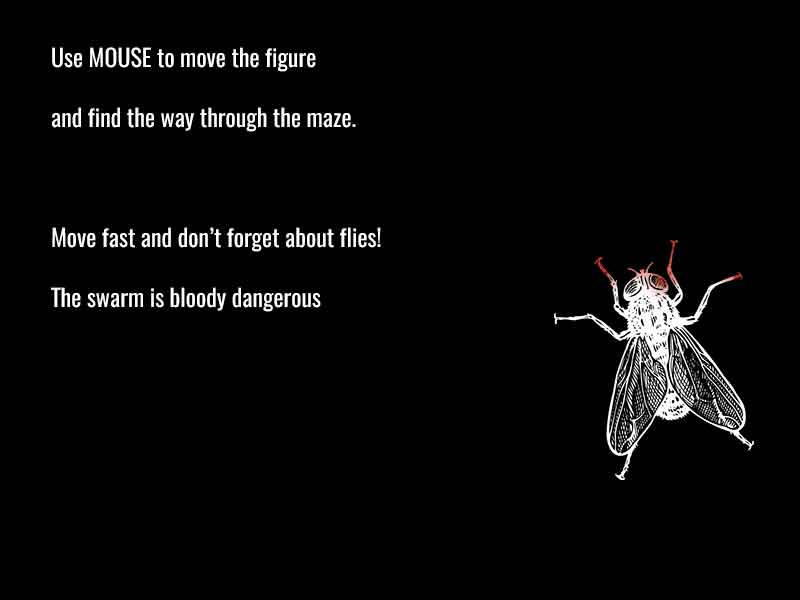 Use MOUSE to move the figure
and find the way through the maze.
Move fast and don’t forget about flies!
The swarm is bloody dangerous